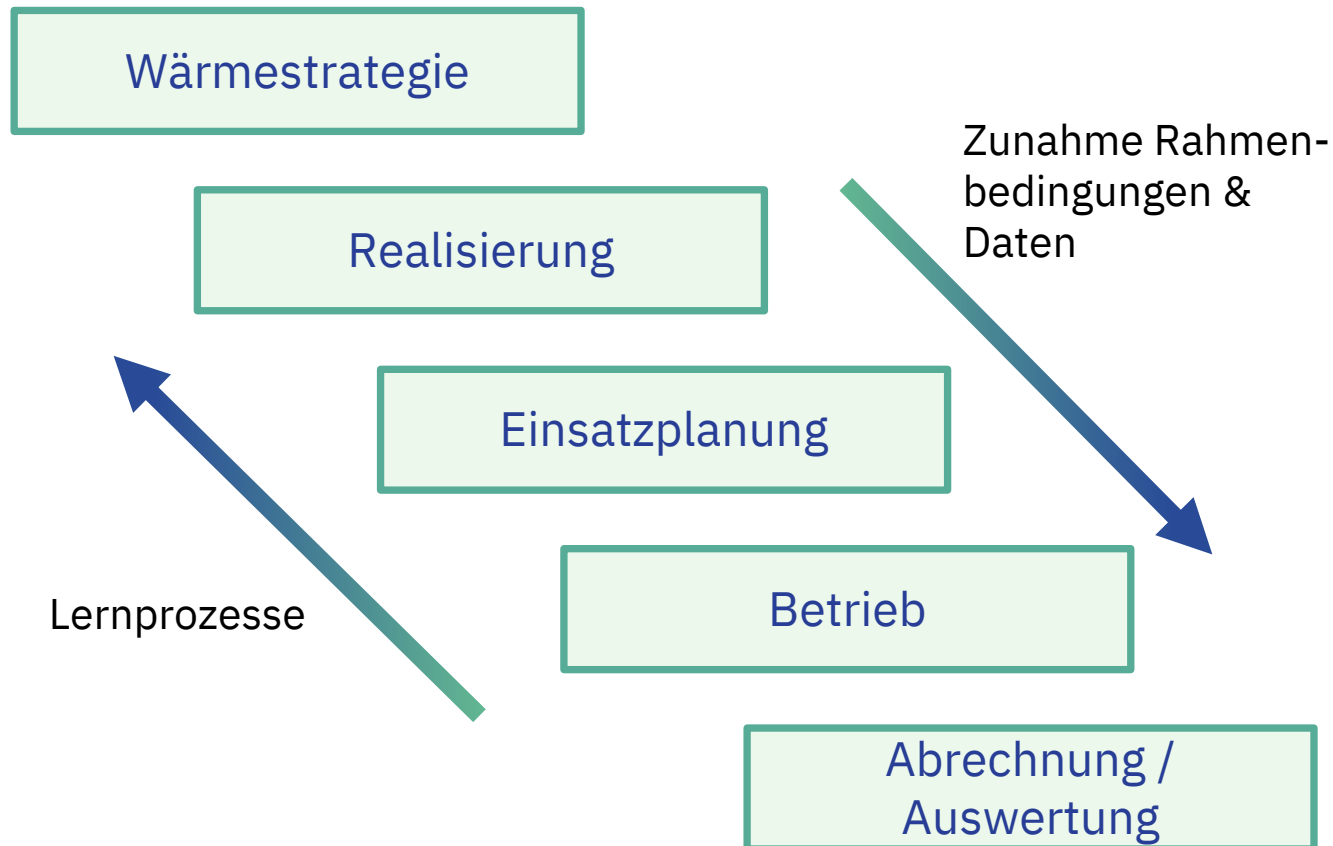 Wärmestrategie
Zunahme Rahmen-
bedingungen &
Daten
Realisierung
Einsatzplanung
Lernprozesse
Betrieb
Abrechnung /
Auswertung